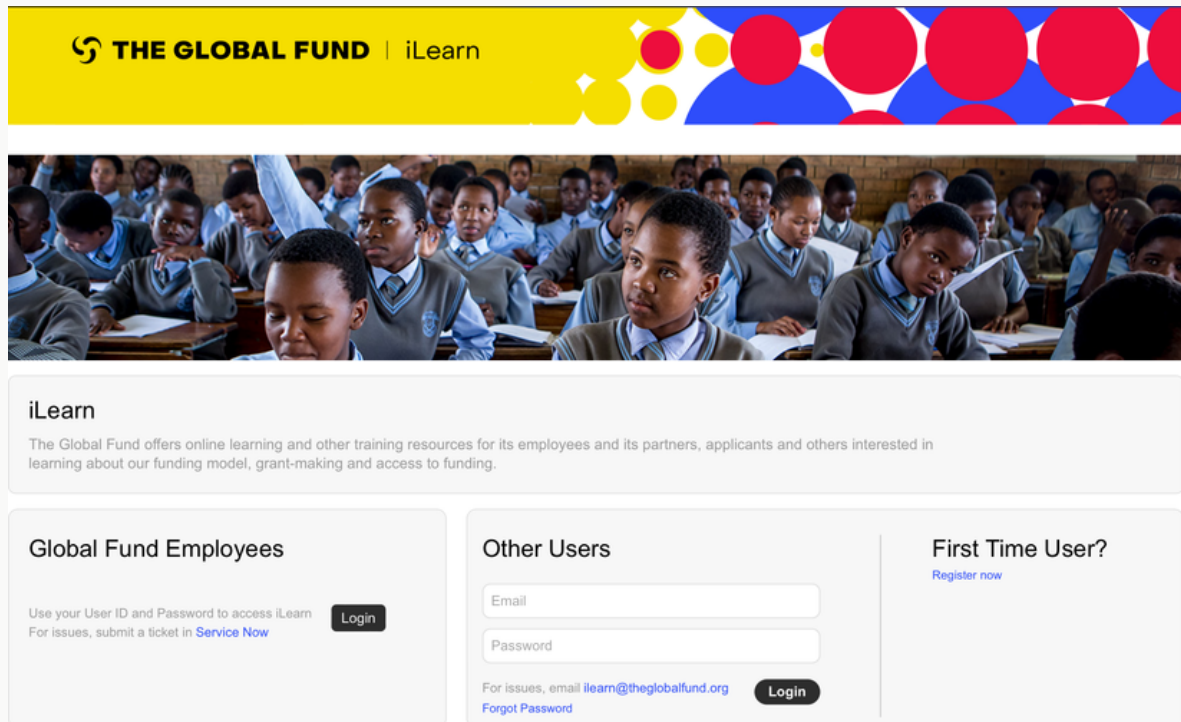 THE GLOBAL FUND | iLearn
iLearn
The Global Fund offers online learning and other training resources for its employees and its partners, applicants and others interested in
learning about our funding model, grant-making and access to funding.
Global Fund Employees
Use your User ID and Password to access iLearn
For issues, submit a ticket in Service Now
Login
Other Users
Email
Password
For issues, email ilearn@theglobalfund.org
Forgot Password
Login
First Time User?
Register now